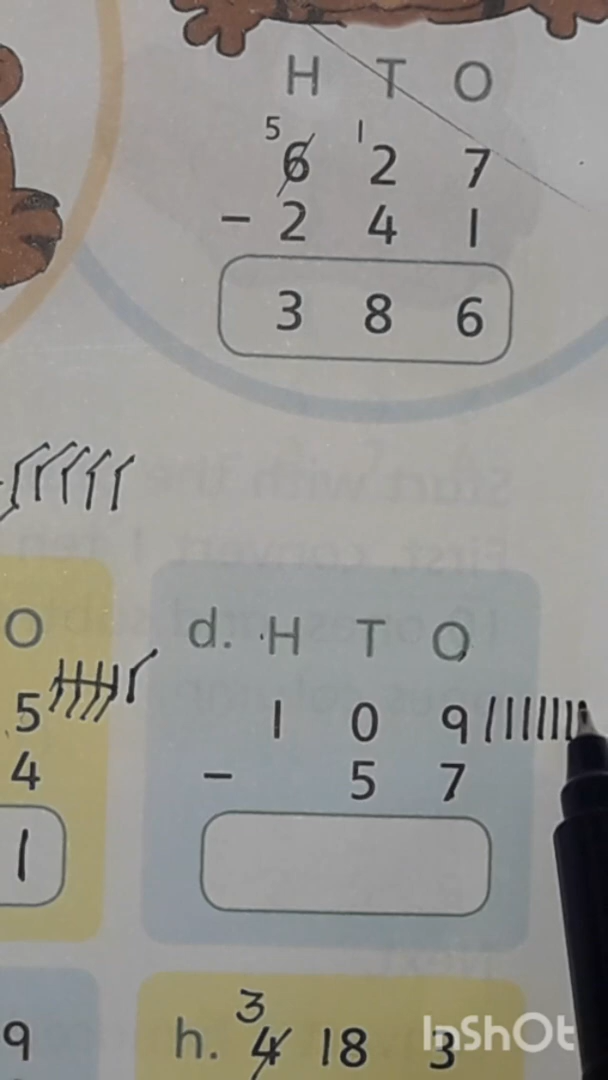 H T O
5 1
6 2 7
- 2 4 1
3 8 6
O
5
4
1
d. H T O
1 0 9
- 5 7
9
3
h. 4 18 3
InShOt